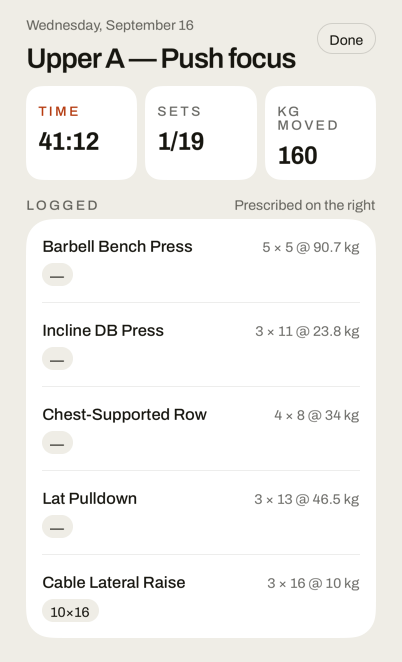 Wednesday, September 16
Upper A — Push focus
Done
TIME
41:12
SETS
1/19
KG
MOVED
160
LOGGED
Prescribed on the right
Barbell Bench Press
5 × 5 @ 90.7 kg
—
Incline DB Press
3 × 11 @ 23.8 kg
—
Chest-Supported Row
4 × 8 @ 34 kg
—
Lat Pulldown
3 × 13 @ 46.5 kg
—
Cable Lateral Raise
3 × 16 @ 10 kg
10×16